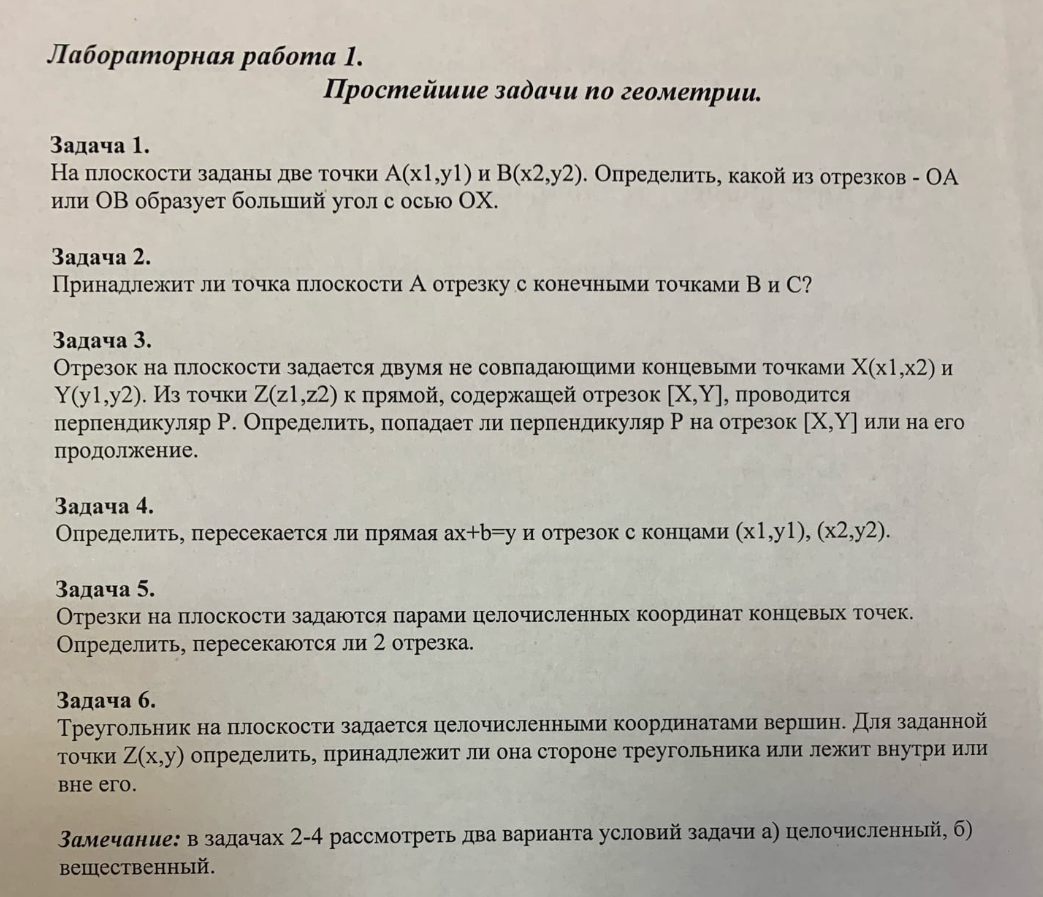 Лабораторная работа 1.
Простейшие задачи по геометрии.
Задача 1.
На плоскости заданы две точки A(x1,y1) и B(x2,y2). Определить, какой из отрезков - OA
или OB образует больший угол с осью OX.
Задача 2.
Принадлежит ли точка плоскости A отрезку с конечными точками B и C?
Задача 3.
Отрезок на плоскости задается двумя не совпадающими концевыми точками X(x1,x2) и
Y(y1,y2). Из точки Z(z1,z2) к прямой, содержащей отрезок [X,Y], проводится
перпендикуляр P. Определить, попадает ли перпендикуляр P на отрезок [X,Y] или на его
продолжение.
Задача 4.
Определить, пересекается ли прямая ax+b=y и отрезок с концами (x1,y1), (x2,y2).
Задача 5.
Отрезки на плоскости задаются парами целочисленных координат концевых точек.
Определить, пересекаются ли 2 отрезка.
Задача 6.
Треугольник на плоскости задается целочисленными координатами вершин. Для заданной
точки Z(x,y) определить, принадлежит ли она стороне треугольника или лежит внутри или
вне его.
Замечание: в задачах 2-4 рассмотреть два варианта условий задачи а) целочисленный, б)
вещественный.